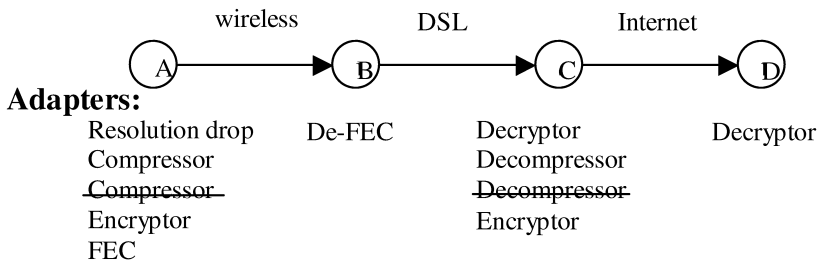 wireless DSL Internet
A B C D
Adapters:
Resolution drop De-FEC Decryptor Decryptor
Compressor Decompressor
Compressor Decompressor
Encryptor Encryptor
FEC